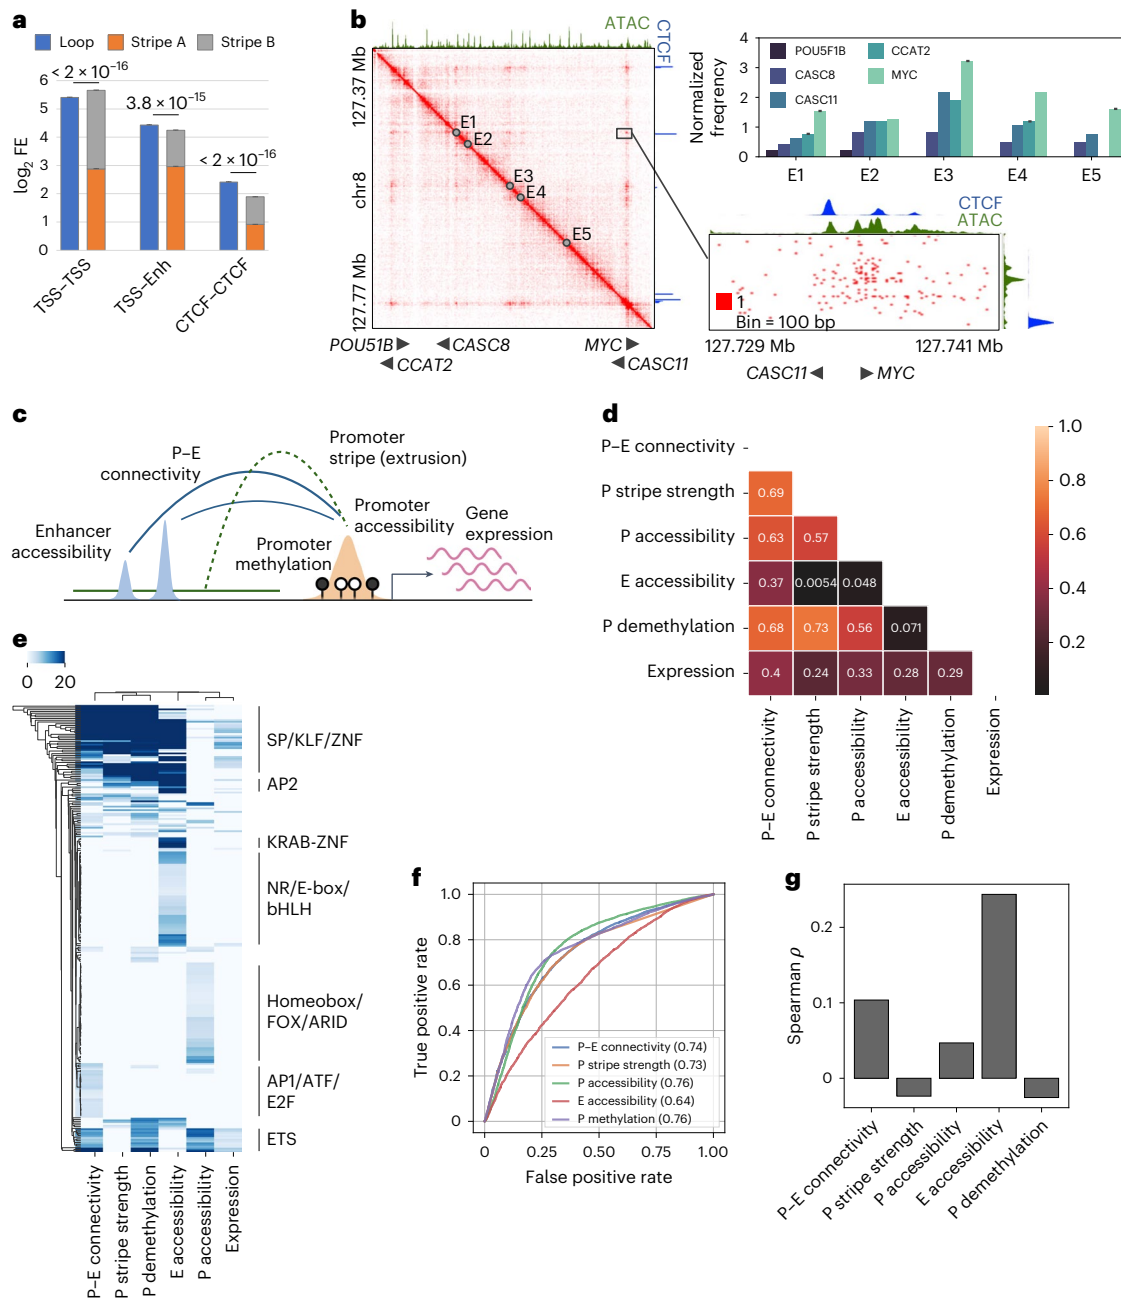 a
Loop
Stripe A
Stripe B
log2 FE
6
5
4
3
2
1
0
< 2 × 10−16
3.8 × 10−15
< 2 × 10−16
TSS–TSS
TSS–Enh
CTCF–CTCF
b
ATAC
CTCF
127.37 Mb
chr8
127.77 Mb
E1
E2
E3
E4
E5
POU51B
CCAT2
CASC8
MYC
CASC11
Normalized
freqrency
4
3
2
1
0
POU5F1B
CASC8
CASC11
CCAT2
MYC
E1
E2
E3
E4
E5
CTCF
ATAC
1
Bin = 100 bp
127.729 Mb
127.741 Mb
CASC11
MYC
c
P–E
connectivity
Promoter
stripe (extrusion)
Enhancer
accessibility
Promoter
methylation
Promoter
accessibility
Gene
expression
d
P–E connectivity
P stripe strength
P accessibility
E accessibility
P demethylation
Expression
0.69
0.63
0.57
0.37
0.0054
0.048
0.68
0.73
0.56
0.071
0.4
0.24
0.33
0.28
0.29
P–E connectivity
P stripe strength
P accessibility
E accessibility
P demethylation
Expression
1.0
0.8
0.6
0.4
0.2
e
0
20
SP/KLF/ZNF
AP2
KRAB-ZNF
NR/E-box/
bHLH
Homeobox/
FOX/ARID
AP1/ATF/
E2F
ETS
P–E connectivity
P stripe strength
P demethylation
E accessibility
P accessibility
Expression
f
True positive rate
1.0
0.8
0.6
0.4
0.2
0
P–E connectivity (0.74)
P stripe strength (0.73)
P accessibility (0.76)
E accessibility (0.64)
P methylation (0.76)
0
0.25
0.50
0.75
1.00
False positive rate
g
Spearman ρ
0.2
0.1
0
P–E connectivity
P stripe strength
P accessibility
E accessibility
P demethylation